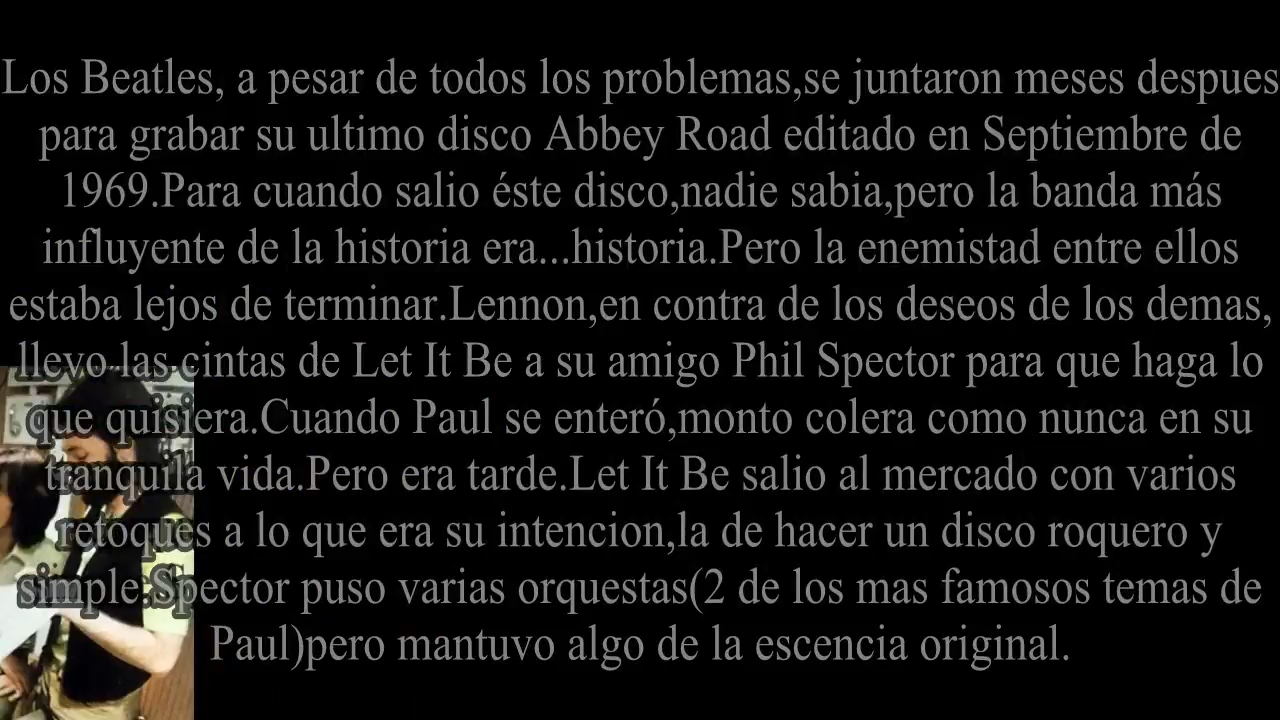 Los Beatles, a pesar de todos los problemas,se juntaron meses despues
para grabar su ultimo disco Abbey Road editado en Septiembre de
1969.Para cuando salio éste disco,nadie sabia,pero la banda más
influyente de la historia era...historia.Pero la enemistad entre ellos
estaba lejos de terminar.Lennon,en contra de los deseos de los demas,
llevo las cintas de Let It Be a su amigo Phil Spector para que haga lo
que quisiera.Cuando Paul se enteró,monto colera como nunca en su
tranquila vida.Pero era tarde.Let It Be salio al mercado con varios
retoques a lo que era su intencion,la de hacer un disco roquero y
simple.Spector puso varias orquestas(2 de los mas famosos temas de
Paul)pero mantuvo algo de la escencia original.